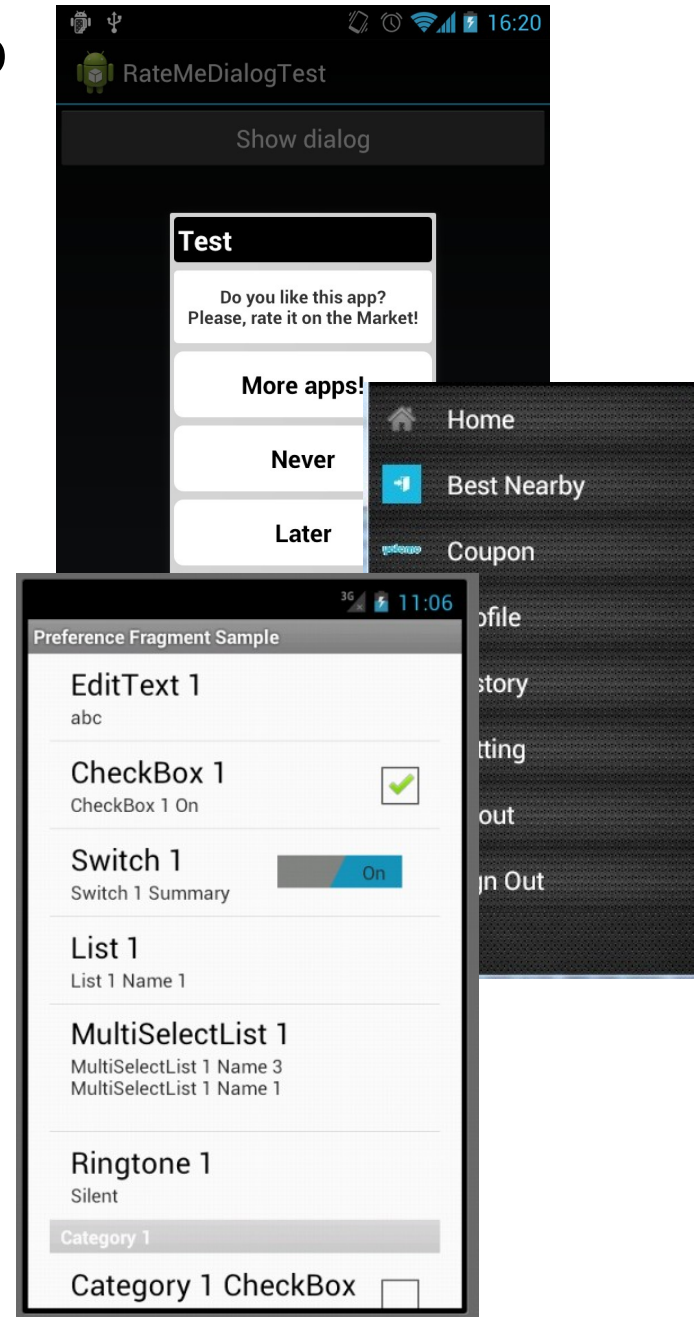 16:20
RateMeDialogTest
Show dialog
Test
Do you like this app?
Please, rate it on the Market!
More apps!
Never
Later
Home
Best Nearby
Coupon
ofile
story
tting
out
gn Out
3G
11:06
Preference Fragment Sample
EditText 1
abc
CheckBox 1
CheckBox 1 On
Switch 1
On
Switch 1 Summary
List 1
List 1 Name 1
MultiSelectList 1
MultiSelectList 1 Name 3
MultiSelectList 1 Name 1
Ringtone 1
Silent
Category 1
Category 1 CheckBox